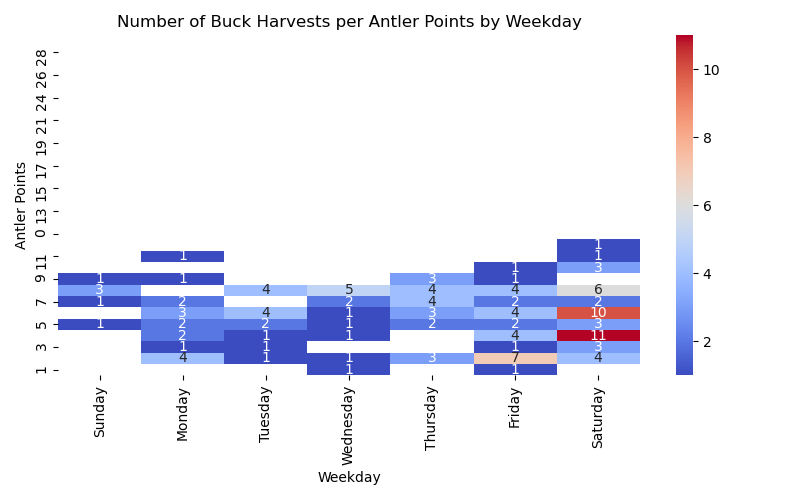 Number of Buck Harvests per Antler Points by Weekday
Antler Points
28
26
24
21
19
17
15
13
0
11
9
7
5
3
1
1
1 1
1 3
1 1 3 1
3 4 5 4 4 6
1 2 2 4 2 2
3 4 1 3 4 10
1 2 2 1 2 2 3
2 1 1 4 11
1 1 1 3
4 1 1 3 7 4
1 1
Sunday
Monday
Tuesday
Wednesday
Thursday
Friday
Saturday
Weekday
10
8
6
4
2